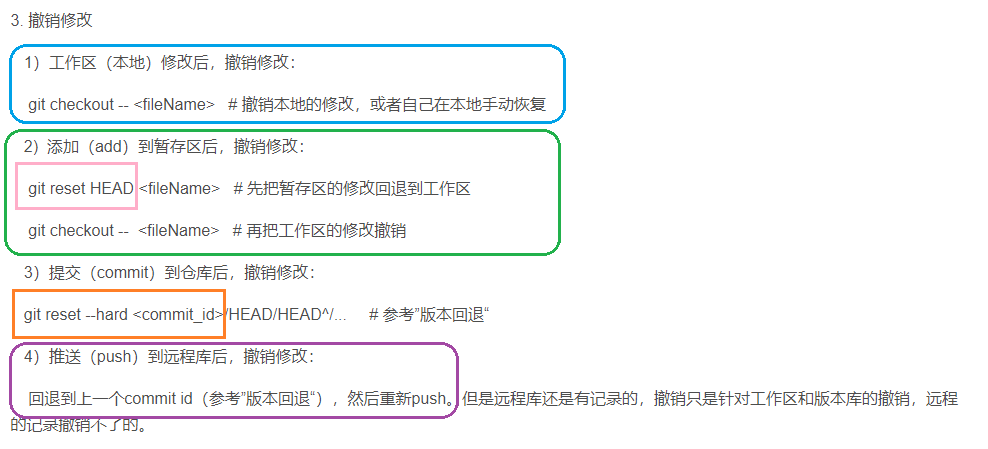 3. 撤销修改
1）工作区（本地）修改后，撤销修改：
git checkout -- <fileName> # 撤销本地的修改，或者自己在本地手动恢复
2）添加（add）到暂存区后，撤销修改：
git reset HEAD <fileName> # 先把暂存区的修改回退到工作区
git checkout -- <fileName> # 再把工作区的修改撤销
3）提交（commit）到仓库后，撤销修改：
git reset --hard <commit_id>/HEAD/HEAD^/... # 参考”版本回退“
4）推送（push）到远程库后，撤销修改：
回退到上一个commit id（参考”版本回退“），然后重新push。但是远程库还是有记录的，撤销只是针对工作区和版本库的撤销，远程
的记录撤销不了的。